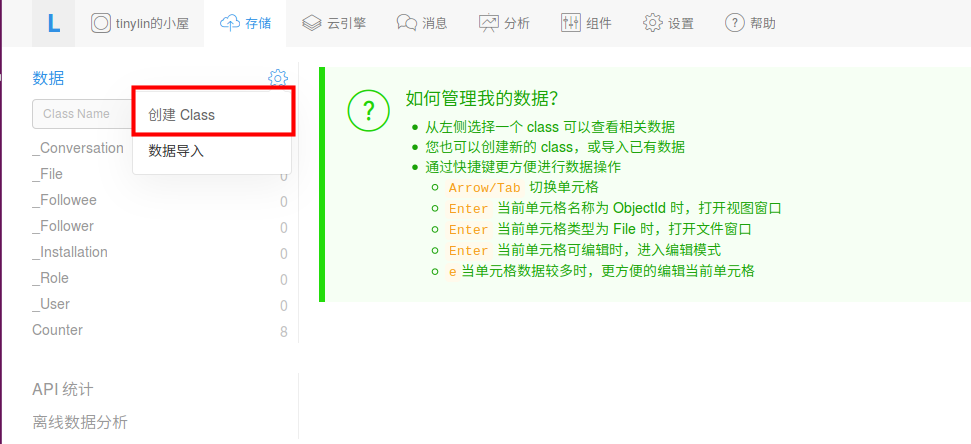 L tinylin的小屋 存储 云引擎 消息 分析 组件 设置 帮助
数据
Class Name
创建 Class
数据导入
_Conversation
_File 0
_Followee 0
_Follower 0
_Installation 0
_Role 0
_User 0
Counter 8
API 统计
离线数据分析
?
如何管理我的数据?
• 从左侧选择一个 class 可以查看相关数据
• 您也可以创建新的 class，或导入已有数据
• 通过快捷键更方便进行数据操作
○ Arrow/Tab 切换单元格
○ Enter 当前单元格名称为 ObjectId 时，打开视图窗口
○ Enter 当前单元格类型为 File 时，打开文件窗口
○ Enter 当前单元格可编辑时，进入编辑模式
○ e 当单元格数据较多时，更方便的编辑当前单元格